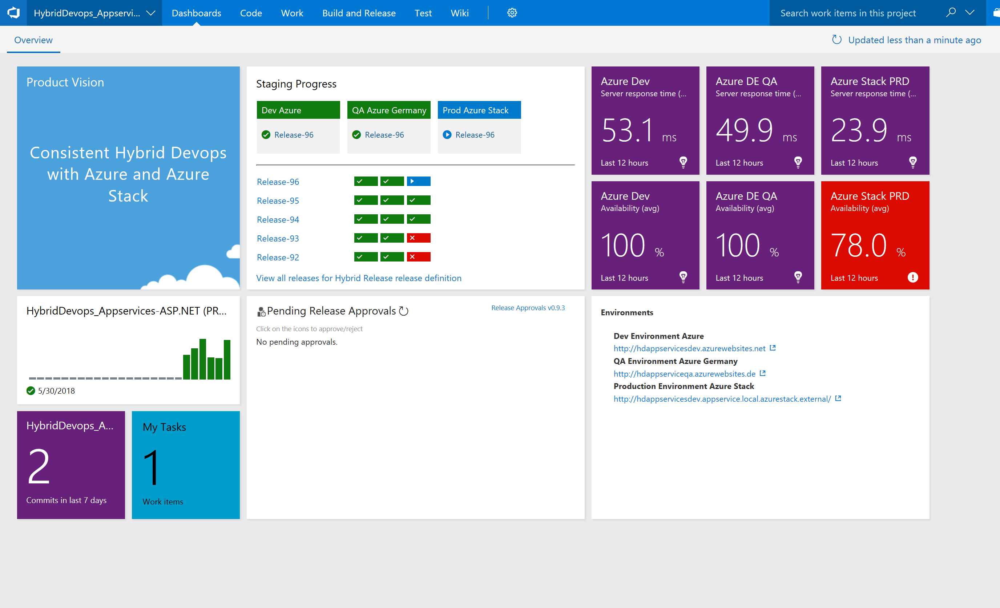 HybridDevops_Appservi...
Dashboards
Code
Work
Build and Release
Test
Wiki
Search work items in this project
Overview
Updated less than a minute ago
Product Vision
Consistent Hybrid Devops
with Azure and Azure
Stack
Staging Progress
Dev Azure
QA Azure Germany
Prod Azure Stack
Release-96
Release-96
Release-96
Release-96
Release-95
Release-94
Release-93
Release-92
View all releases for Hybrid Release release definition
Azure Dev
Server response time (...
53.1 ms
Last 12 hours
Azure DE QA
Server response time (...
49.9 ms
Last 12 hours
Azure Stack PRD
Server response time (...
23.9 ms
Last 12 hours
Azure Dev
Availability (avg)
100 %
Last 12 hours
Azure DE QA
Availability (avg)
100 %
Last 12 hours
Azure Stack PRD
Availability (avg)
78.0 %
Last 12 hours
HybridDevops_Appservices-ASP.NET (PR...
5/30/2018
HybridDevops_A...
2
Commits in last 7 days
My Tasks
1
Work items
Pending Release Approvals
Release Approvals v0.9.3
Click on the icons to approve/reject
No pending approvals.
Environments
Dev Environment Azure
http://hdappservicesdev.azurewebsites.net
QA Environment Azure Germany
http://hdappserviceqa.azurewebsites.de
Production Environment Azure Stack
http://hdappservicesdev.appservice.local.azurestack.external/